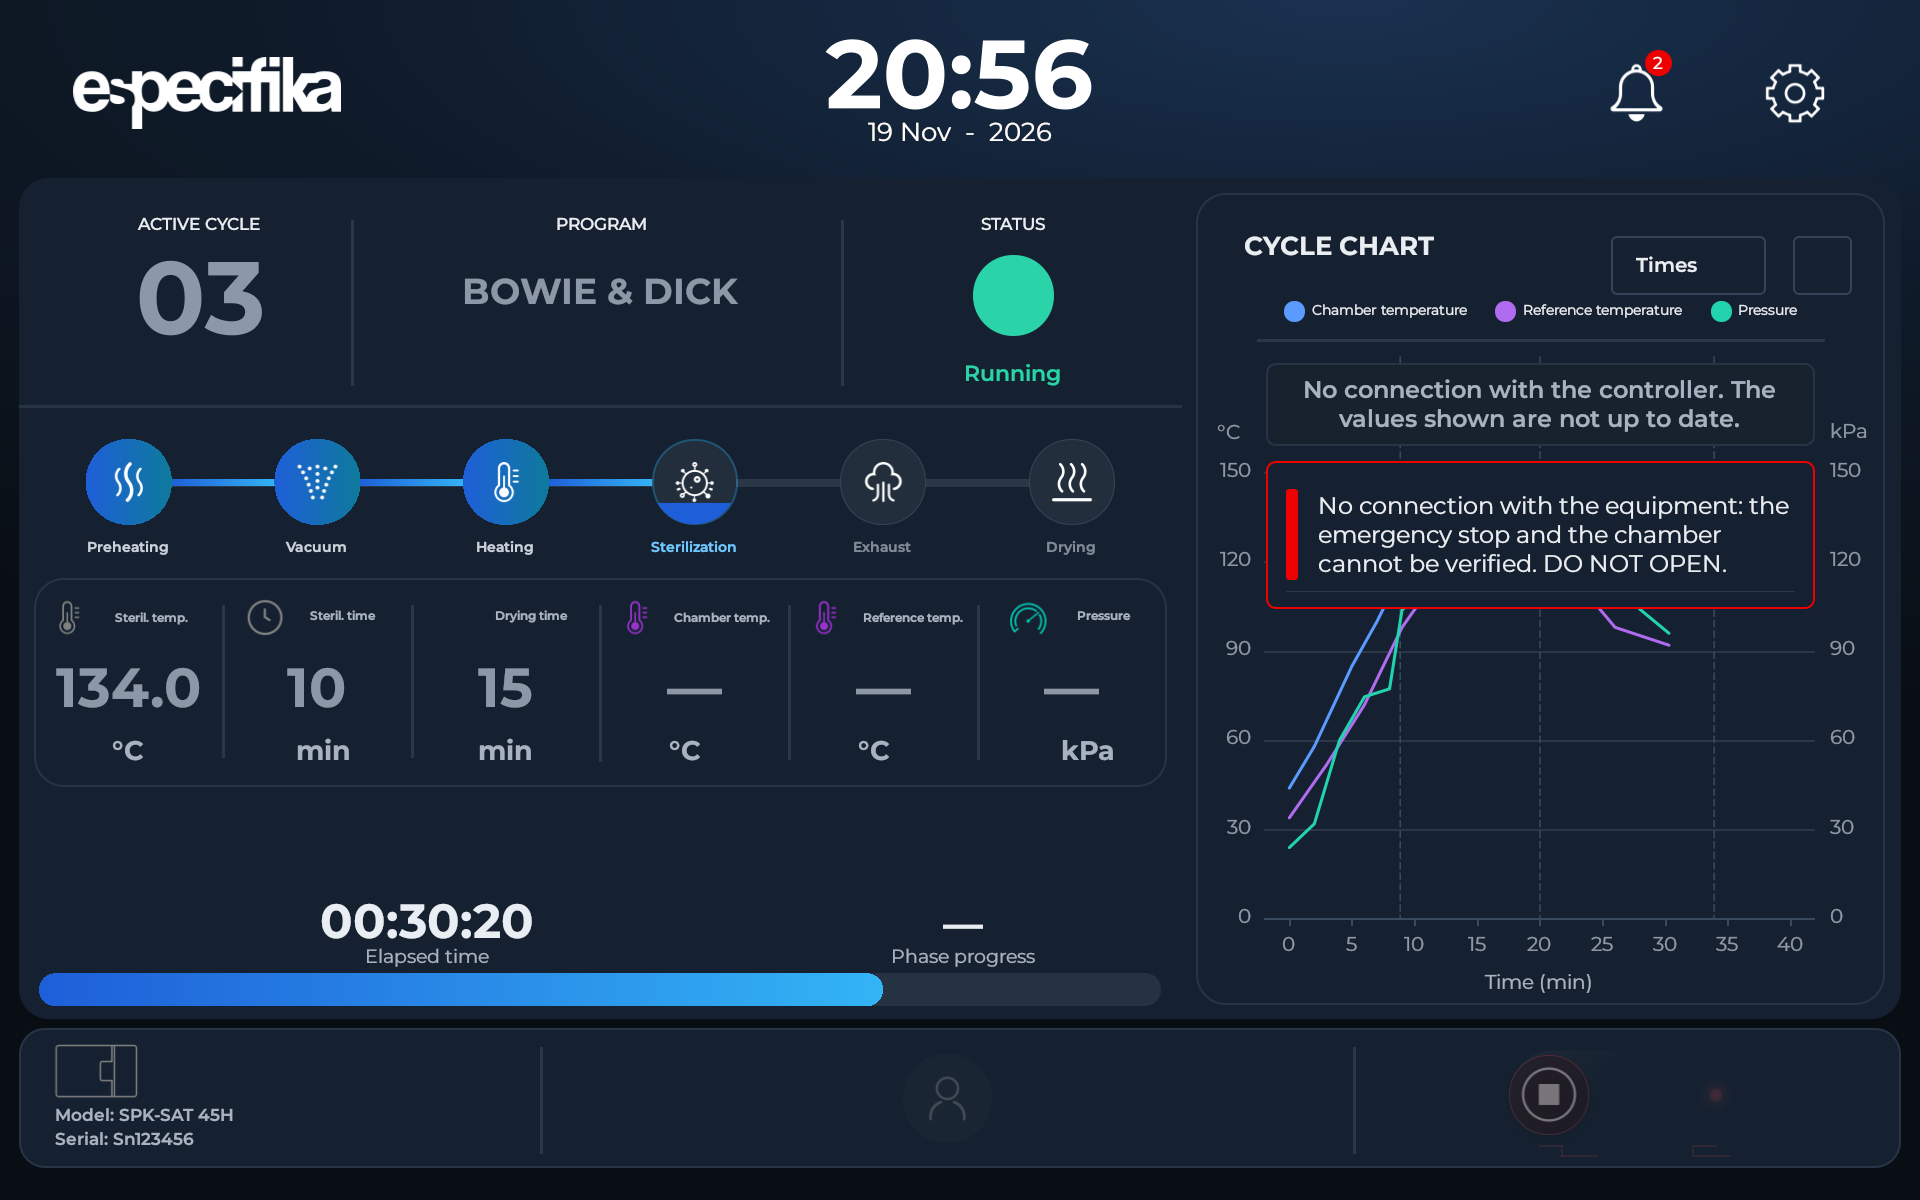 especifika
20:56
19 Nov - 2026
2
ACTIVE CYCLE
03
PROGRAM
BOWIE & DICK
STATUS
Running
Preheating
Vacuum
Heating
Sterilization
Exhaust
Drying
Steril. temp.
134.0
°C
Steril. time
10
min
Drying time
15
min
Chamber temp.
—
°C
Reference temp.
—
°C
Pressure
—
kPa
00:30:20
Elapsed time
—
Phase progress
CYCLE CHART
Times
Chamber temperature
Reference temperature
Pressure
No connection with the controller. The
values shown are not up to date.
°C
kPa
No connection with the equipment: the
emergency stop and the chamber
cannot be verified. DO NOT OPEN.
150
120
90
60
30
0
150
120
90
60
30
0
0 5 10 15 20 25 30 35 40
Time (min)
Model: SPK-SAT 45H
Serial: Sn123456